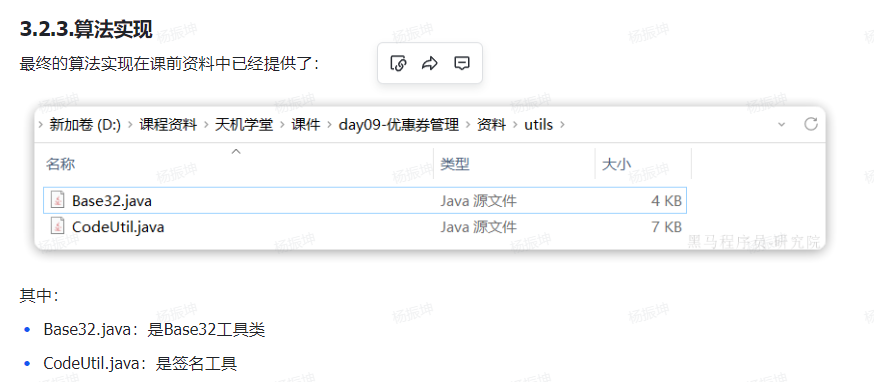 3.2.3.算法实现
最终的算法实现在课前资料中已经提供了：
新加卷 (D:) › 课程资料 › 天机学堂 › 课件 › day09-优惠券管理 › 资料 › utils ›
名称 类型 大小
Base32.java Java 源文件 4 KB
CodeUtil.java Java 源文件 7 KB
黑马程序员-研究院
其中：
• Base32.java：是Base32工具类
• CodeUtil.java：是签名工具
杨振坤